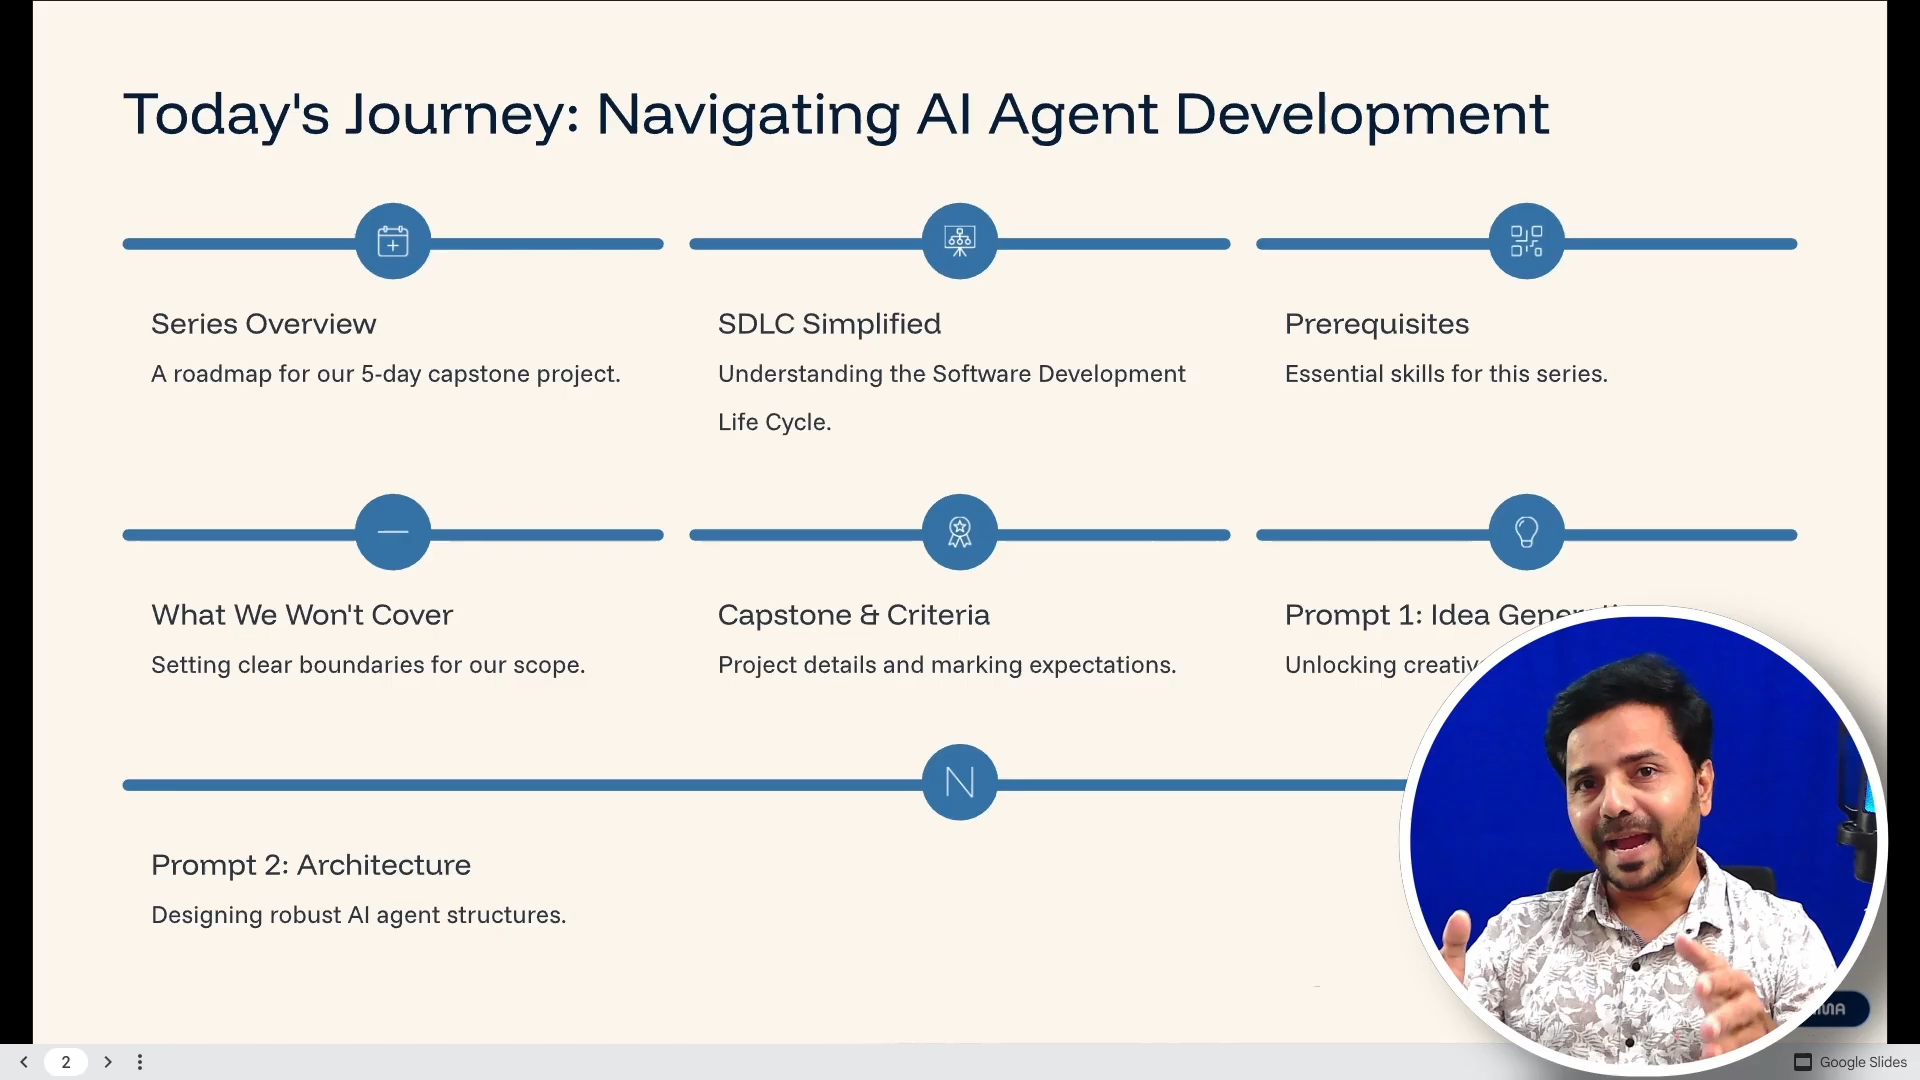 Today's Journey: Navigating AI Agent Development
Series Overview
A roadmap for our 5-day capstone project.
SDLC Simplified
Understanding the Software Development
Life Cycle.
Prerequisites
Essential skills for this series.
What We Won't Cover
Setting clear boundaries for our scope.
Capstone & Criteria
Project details and marking expectations.
Prompt 1: Idea
Unlocking
Prompt 2: Architecture
Designing robust AI agent structures.
2
Google Slides